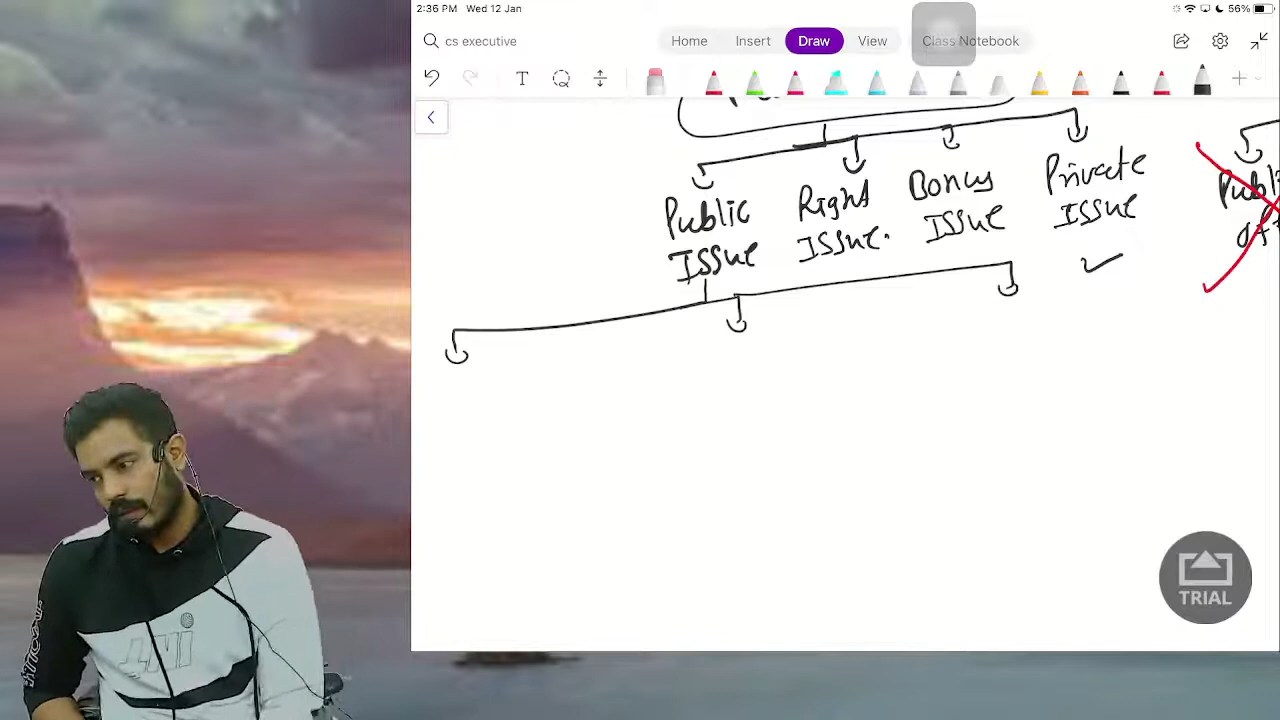 2:36 PM Wed 12 Jan
56%
cs executive
Home Insert Draw View Class Notebook
T
Public
Issue
Right
Issue.
Bonus
Issue
Private
Issue
TRIAL